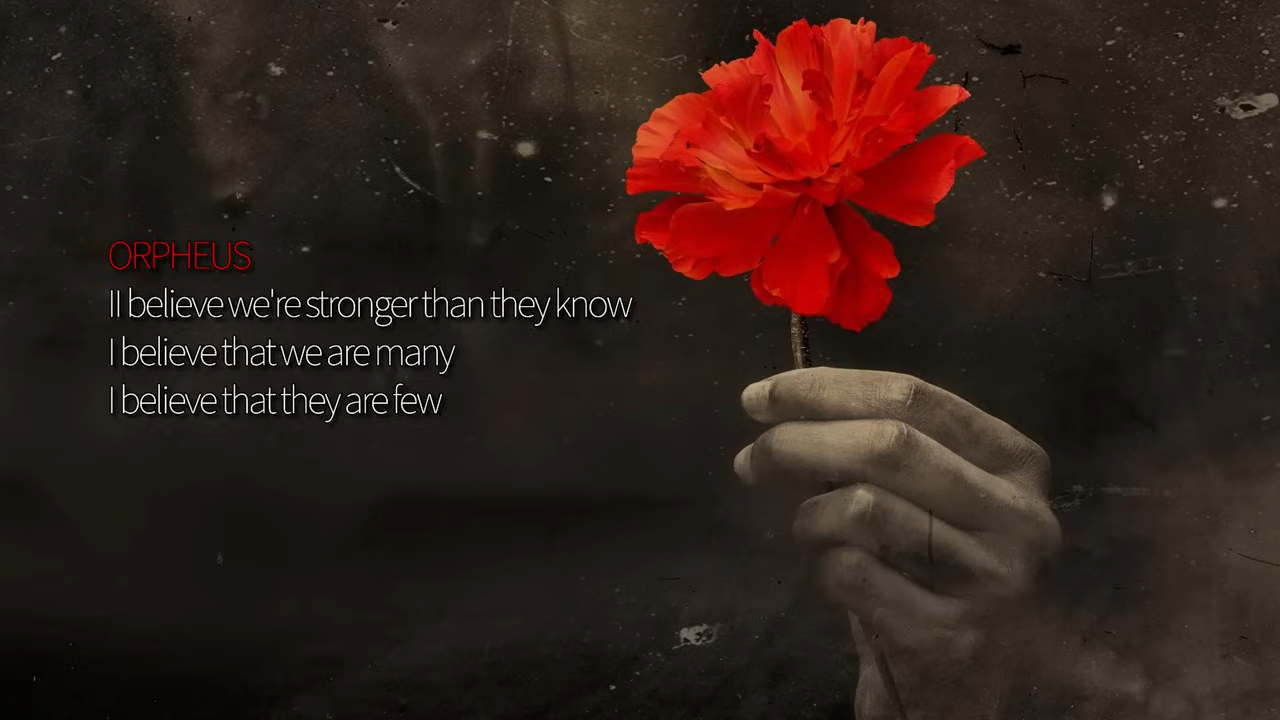 ORPHEUS
II believe we're stronger than they know
I believe that we are many
I believe that they are few